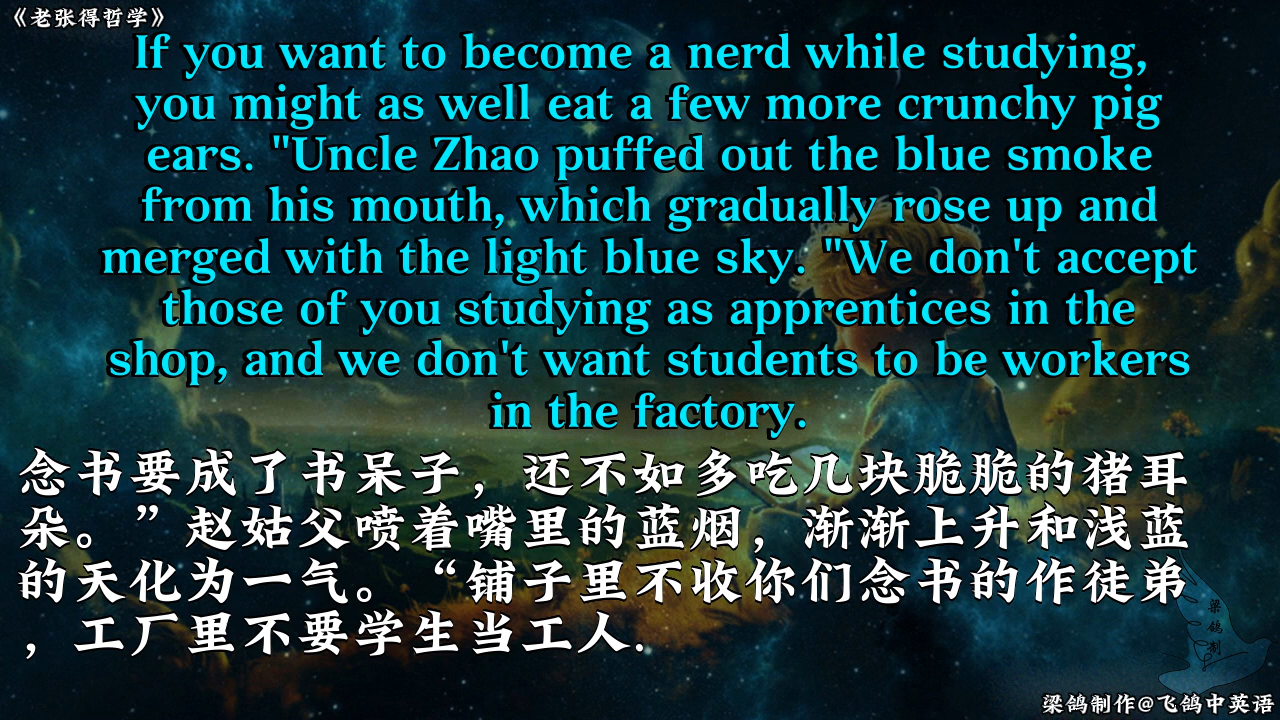 《老张得哲学》
If you want to become a nerd while studying,
you might as well eat a few more crunchy pig
ears. "Uncle Zhao puffed out the blue smoke
from his mouth, which gradually rose up and
merged with the light blue sky. "We don't accept
those of you studying as apprentices in the
shop, and we don't want students to be workers
in the factory.
念书要成了书呆子，还不如多吃几块脆脆的猪耳
朵。”赵姑父喷着嘴里的蓝烟，渐渐上升和浅蓝
的天化为一气。“铺子里不收你们念书的作徒弟
，工厂里不要学生当工人.
梁鸽制
梁鸽制作@飞鸽中英语